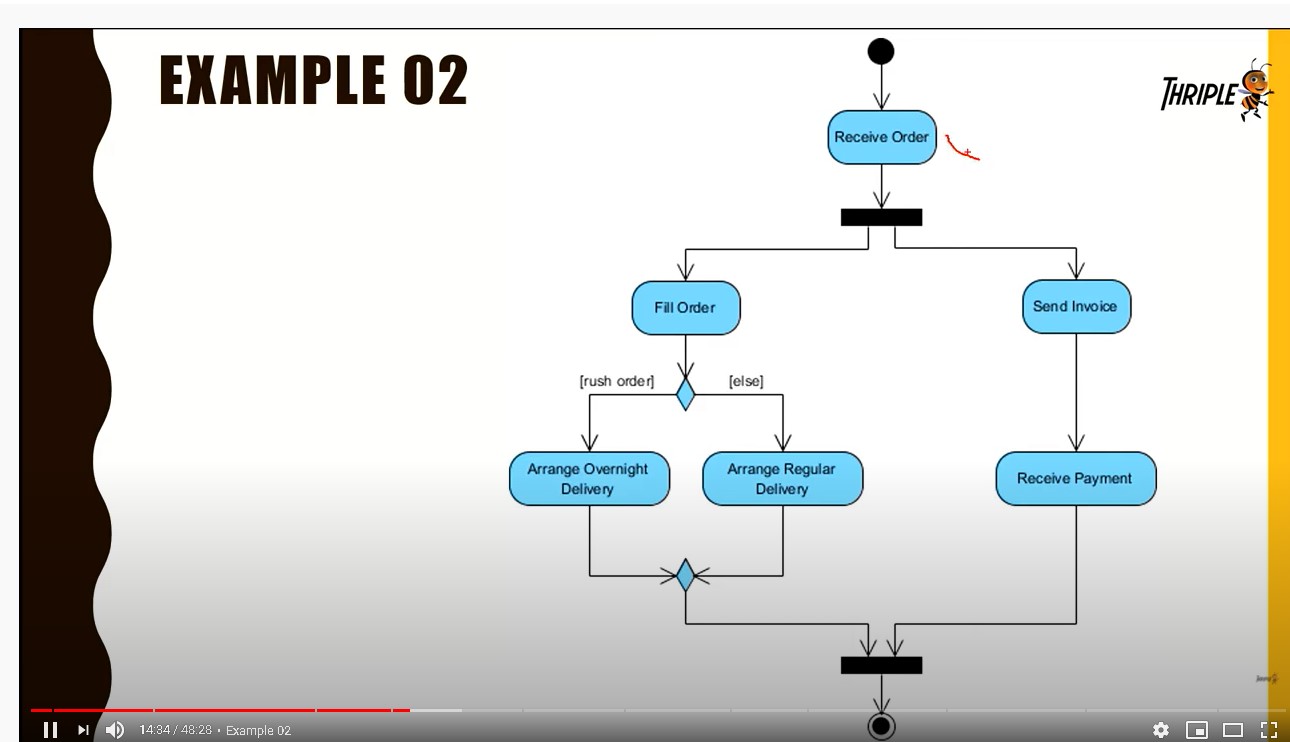 EXAMPLE 02
THRIPLE
Receive Order
Fill Order
Send Invoice
[rush order]
[else]
Arrange Overnight
Delivery
Arrange Regular
Delivery
Receive Payment
14:34 / 48:28 • Example 02